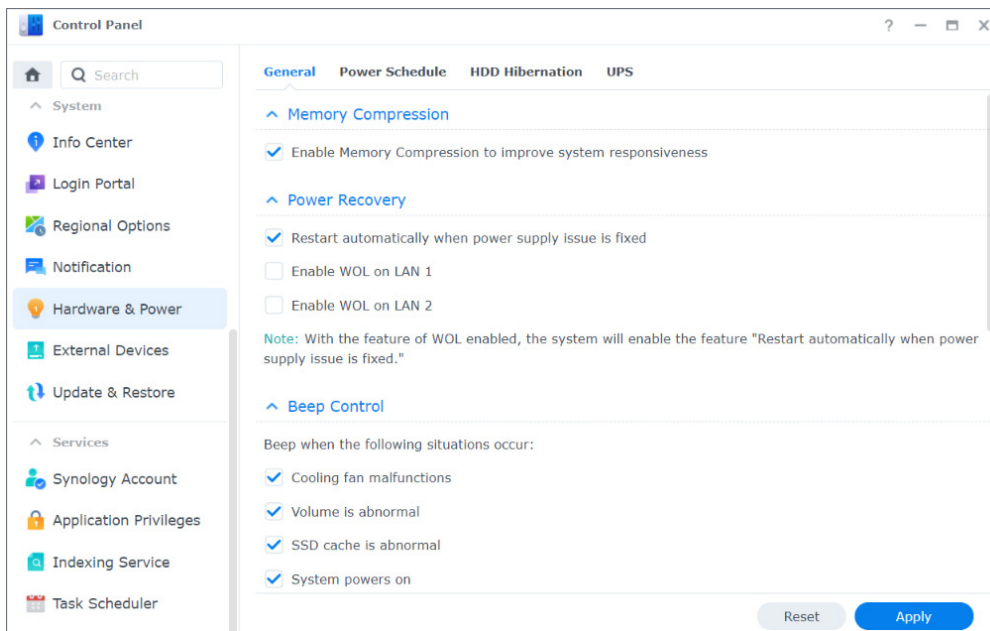 Control Panel
?
Search
System
Info Center
Login Portal
Regional Options
Notification
Hardware & Power
External Devices
Update & Restore
Services
Synology Account
Application Privileges
Indexing Service
Task Scheduler
General Power Schedule HDD Hibernation UPS
Memory Compression
Enable Memory Compression to improve system responsiveness
Power Recovery
Restart automatically when power supply issue is fixed
Enable WOL on LAN 1
Enable WOL on LAN 2
Note: With the feature of WOL enabled, the system will enable the feature "Restart automatically when power
supply issue is fixed."
Beep Control
Beep when the following situations occur:
Cooling fan malfunctions
Volume is abnormal
SSD cache is abnormal
System powers on
Reset Apply